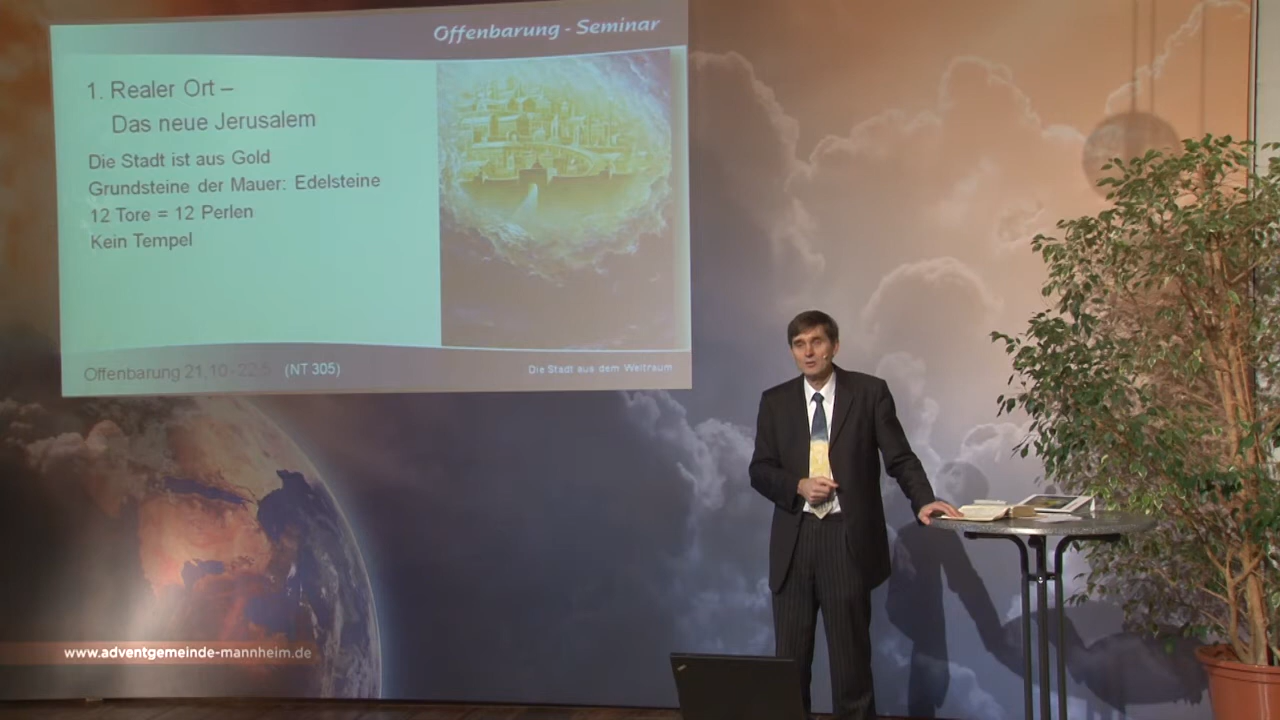 Offenbarung - Seminar
1. Realer Ort –
Das neue Jerusalem
Die Stadt ist aus Gold
Grundsteine der Mauer: Edelsteine
12 Tore = 12 Perlen
Kein Tempel
Offenbarung 21,10-22,5 (NT 305)
Die Stadt aus dem Weltraum
www.adventgemeinde-mannheim.de